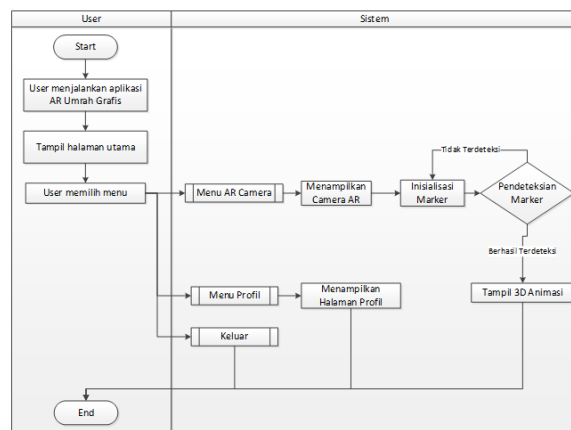 User
Sistem
Start
User menjalankan aplikasi
AR Umrah Grafis
Tampil halaman utama
User memilih menu
Menu AR Camera
Menampilkan
Camera AR
Inisialisasi
Marker
Tidak Terdeteksi
Pendeteksian
Marker
Berhasil Terdeteksi
Menu Profil
Menampilkan
Halaman Profil
Tampil 3D Animasi
Keluar
End